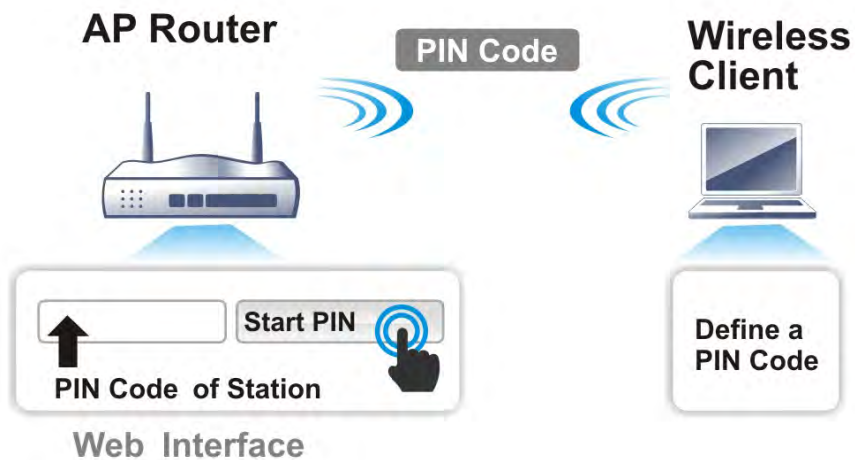 AP Router
PIN Code
Wireless
Client
Start PIN
PIN Code of Station
Web Interface
Define a
PIN Code